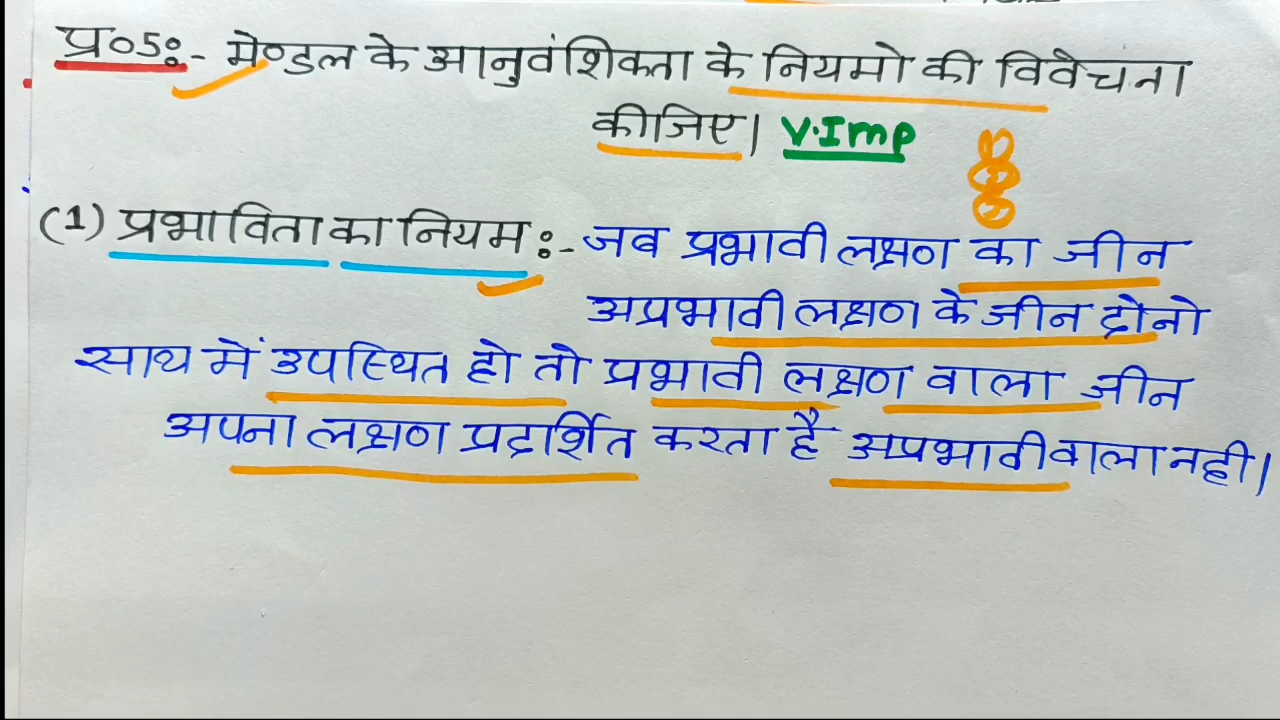 प्र०5ः- मेण्डल के आनुवंशिकता के नियमो की विवेचना
कीजिए। V.Imp
(1) प्रभाविता का नियम ः- जब प्रभावी लक्षण का जीन
अप्रभावी लक्षण के जीन दोनो
साथ में उपस्थित हो तो प्रभावी लक्षण वाला जीन
अपना लक्षण प्रदर्शित करता है अप्रभावी वाला नही।